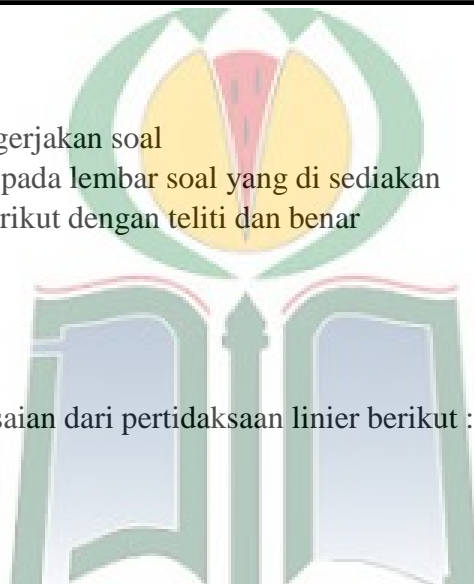 gerjakan soal
pada lembar soal yang di sediakan
rikut dengan teliti dan benar
saian dari pertidaksaan linier berikut :